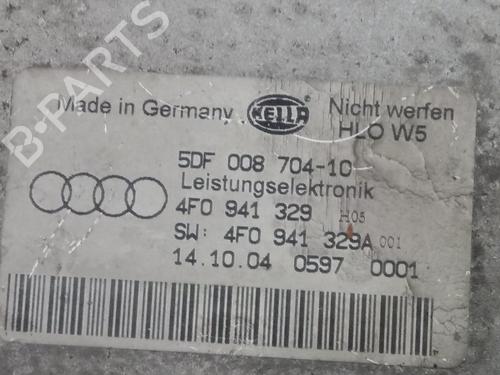 B-PARTS
Made in Germany HELLA Nicht werfen
HLO W5
5DF 008 704-10
Leistungselektronik
4F0 941 329 H05
SW: 4F0 941 329A 001
14.10.04 0597 0001